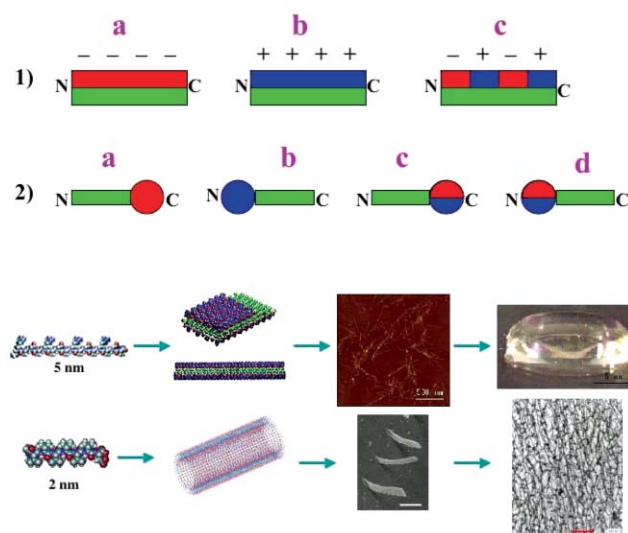 a b c
− − − − + + + + − + − +
1) N C N C N C
a b c d
2) N C N C N C N C
5 nm
2 nm